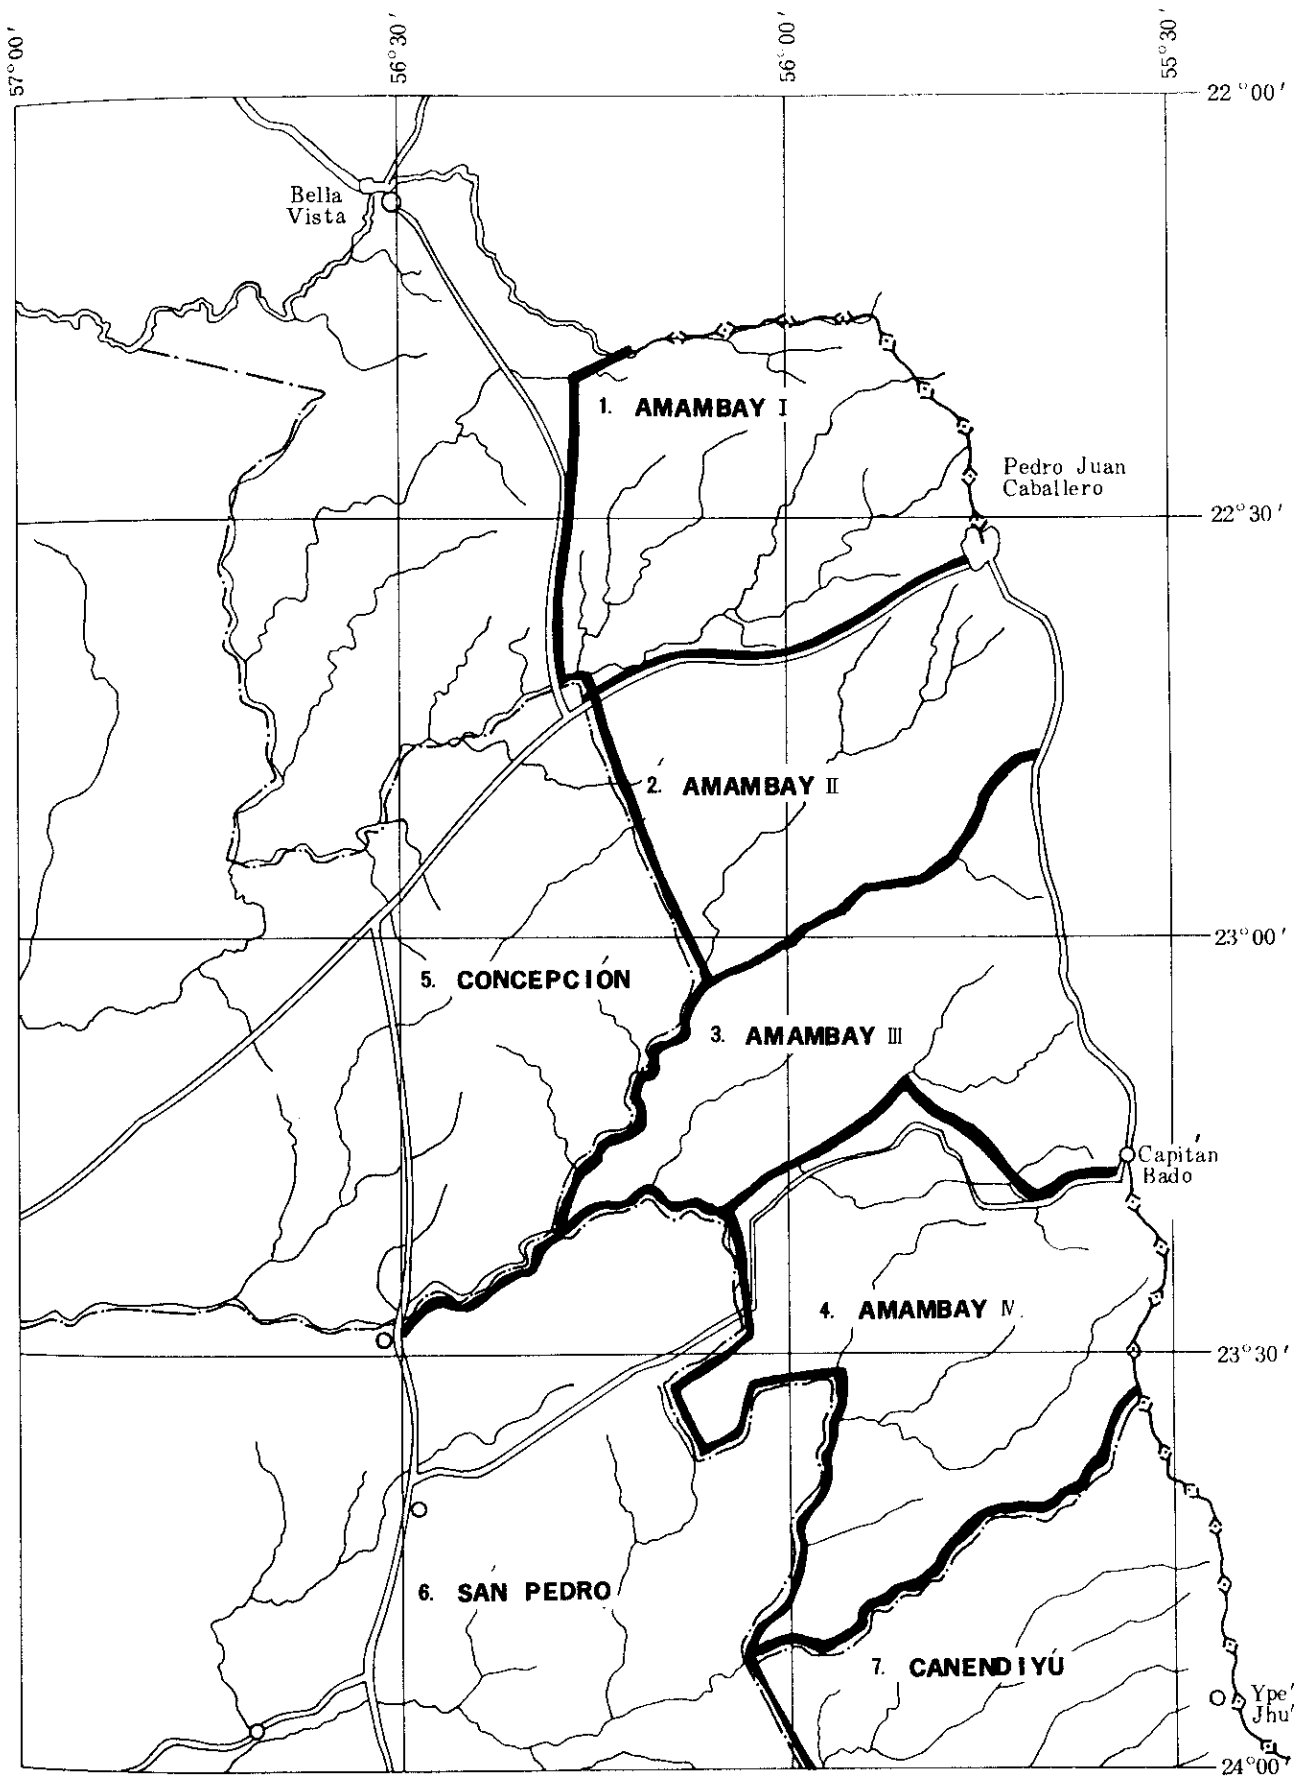 57°00′
56°30′
56°00′
55°30′
22°00′
Bella
Vista
1. AMAMBAY I
Pedro Juan
Caballero
22°30′
2. AMAMBAY II
23°00′
5. CONCEPCIÓN
3. AMAMBAY III
Capitán
Bado
4. AMAMBAY IV
23°30′
6. SAN PEDRO
7. CANENDIYÚ
Ype′
Jhu′
24°00′